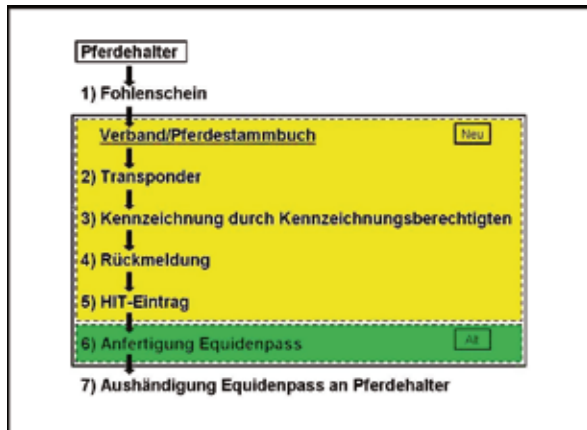 Pferdehalter
1) Fohlenschein
Verband/Pferdestammbuch Neu
2) Transponder
3) Kennzeichnung durch Kennzeichnungsberechtigten
4) Rückmeldung
5) HIT-Eintrag
6) Anfertigung Equidenpass Alt
7) Aushändigung Equidenpass an Pferdehalter